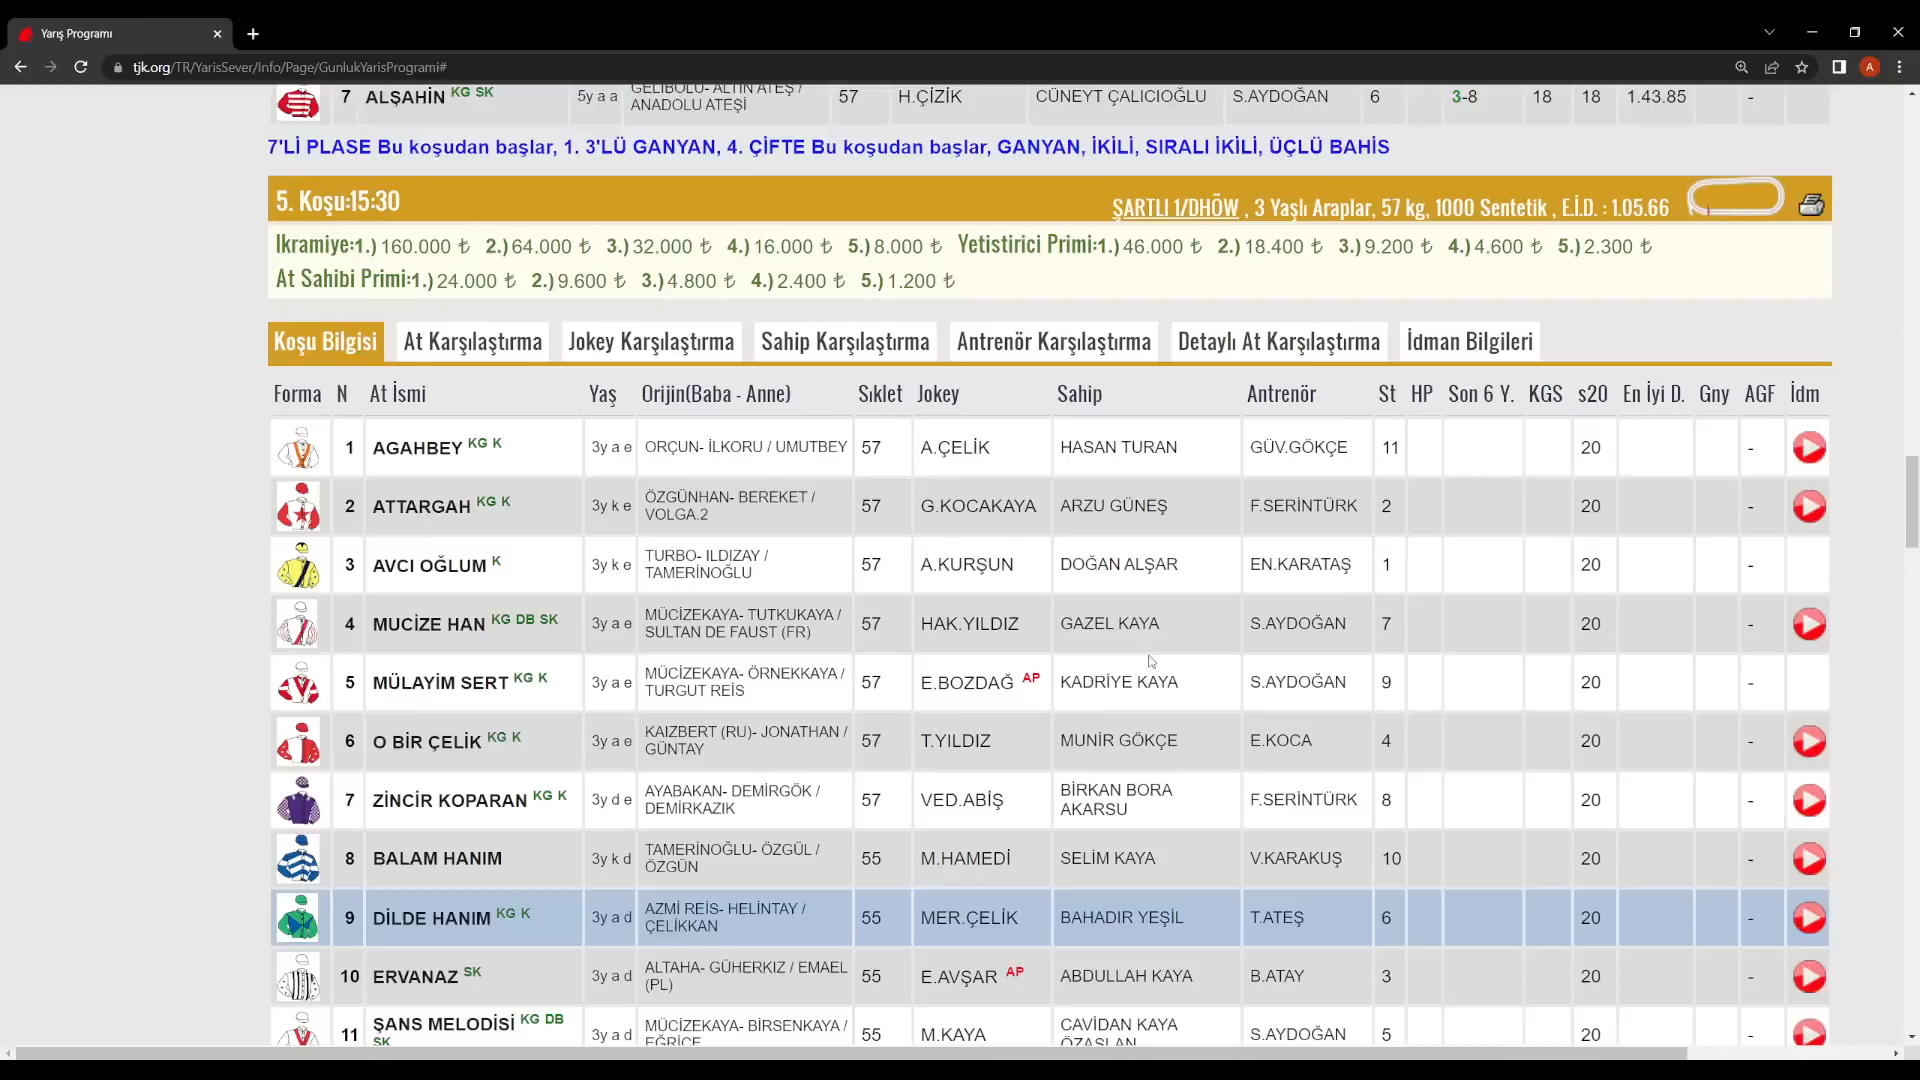 Yarış Programı
tjk.org/TR/YarisSever/Info/Page/GunlukYarisProgrami#
A
7 ALŞAHİN KG SK 5y a a GELİBOLU- ALTIN ATEŞ / ANADOLU ATEŞİ 57 H.ÇİZİK CÜNEYT ÇALICIOĞLU S.AYDOĞAN 6 3-8 18 18 1.43.85 -
7'Lİ PLASE Bu koşudan başlar, 1. 3'LÜ GANYAN, 4. ÇİFTE Bu koşudan başlar, GANYAN, İKİLİ, SIRALI İKİLİ, ÜÇLÜ BAHİS
5. Koşu:15:30 ŞARTLI 1/DHÖW , 3 Yaşlı Araplar, 57 kg, 1000 Sentetik , E.İ.D. : 1.05.66
Ikramiye:1.) 160.000 ₺ 2.) 64.000 ₺ 3.) 32.000 ₺ 4.) 16.000 ₺ 5.) 8.000 ₺ Yetistirici Primi:1.) 46.000 ₺ 2.) 18.400 ₺ 3.) 9.200 ₺ 4.) 4.600 ₺ 5.) 2.300 ₺
At Sahibi Primi:1.) 24.000 ₺ 2.) 9.600 ₺ 3.) 4.800 ₺ 4.) 2.400 ₺ 5.) 1.200 ₺
Koşu Bilgisi At Karşılaştırma Jokey Karşılaştırma Sahip Karşılaştırma Antrenör Karşılaştırma Detaylı At Karşılaştırma İdman Bilgileri
Forma N At İsmi Yaş Orijin(Baba - Anne) Sıklet Jokey Sahip Antrenör St HP Son 6 Y. KGS s20 En İyi D. Gny AGF İdm
1 AGAHBEY KG K 3y a e ORÇUN- İLKORU / UMUTBEY 57 A.ÇELİK HASAN TURAN GÜV.GÖKÇE 11 20 -
2 ATTARGAH KG K 3y k e ÖZGÜNHAN- BEREKET / VOLGA.2 57 G.KOCAKAYA ARZU GÜNEŞ F.SERİNTÜRK 2 20 -
3 AVCI OĞLUM K 3y k e TURBO- ILDIZAY / TAMERİNOĞLU 57 A.KURŞUN DOĞAN ALŞAR EN.KARATAŞ 1 20 -
4 MUCİZE HAN KG DB SK 3y a e MÜCİZEKAYA- TUTKUKAYA / SULTAN DE FAUST (FR) 57 HAK.YILDIZ GAZEL KAYA S.AYDOĞAN 7 20 -
5 MÜLAYİM SERT KG K 3y a e MÜCİZEKAYA- ÖRNEKKAYA / TURGUT REİS 57 E.BOZDAĞ AP KADRİYE KAYA S.AYDOĞAN 9 20 -
6 O BİR ÇELİK KG K 3y a e KAIZBERT (RU)- JONATHAN / GÜNTAY 57 T.YILDIZ MUNİR GÖKÇE E.KOCA 4 20 -
7 ZİNCİR KOPARAN KG K 3y d e AYABAKAN- DEMİRGÖK / DEMİRKAZIK 57 VED.ABİŞ BİRKAN BORA AKARSU F.SERİNTÜRK 8 20 -
8 BALAM HANIM 3y k d TAMERİNOĞLU- ÖZGÜL / ÖZGÜN 55 M.HAMEDİ SELİM KAYA V.KARAKUŞ 10 20 -
9 DİLDE HANIM KG K 3y a d AZMİ REİS- HELİNTAY / ÇELİKKAN 55 MER.ÇELİK BAHADIR YEŞİL T.ATEŞ 6 20 -
10 ERVANAZ SK 3y a d ALTAHA- GÜHERKIZ / EMAEL (PL) 55 E.AVŞAR AP ABDULLAH KAYA B.ATAY 3 20 -
11 ŞANS MELODİSİ KG DB SK 3y a d MÜCİZEKAYA- BİRSENKAYA / EĞRİCE 55 M.KAYA CAVİDAN KAYA ÖZASLAN S.AYDOĞAN 5 20 -